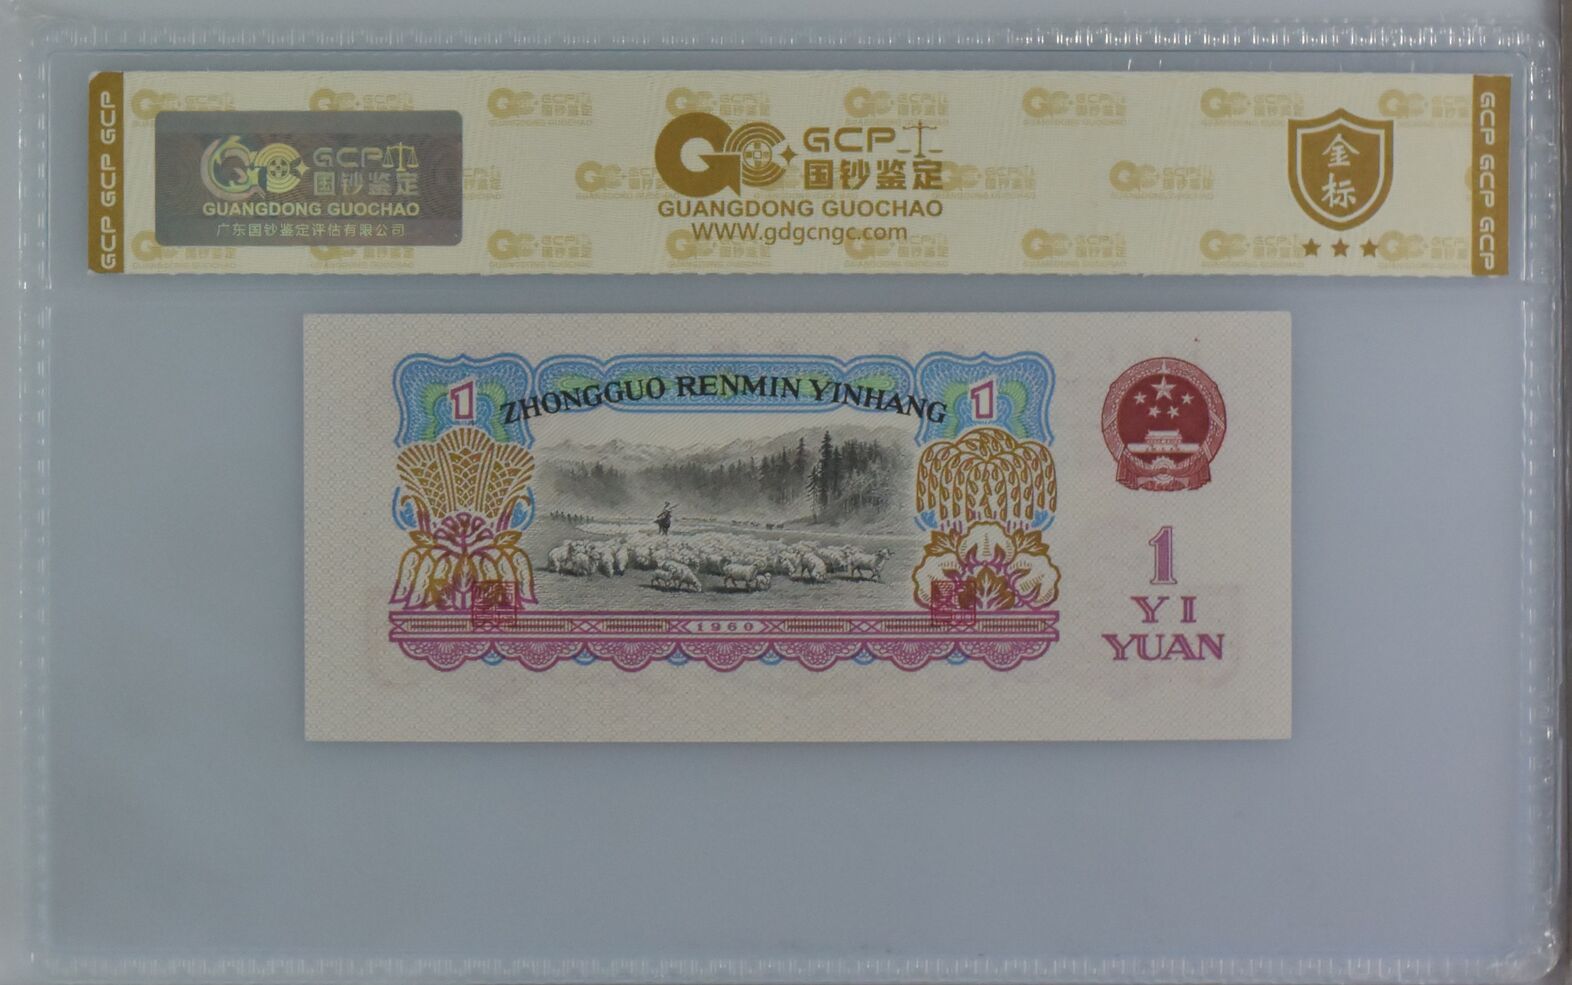 GCP GCP GCP
GCP
国钞鉴定
GUANGDONG GUOCHAO
广东国钞鉴定评估有限公司
GCP
国钞鉴定
GUANGDONG GUOCHAO
WWW.gdgcngc.com
金标
GCP GCP GCP
ZHONGGUO RENMIN YINHANG
1
1
1960
1
YI
YUAN